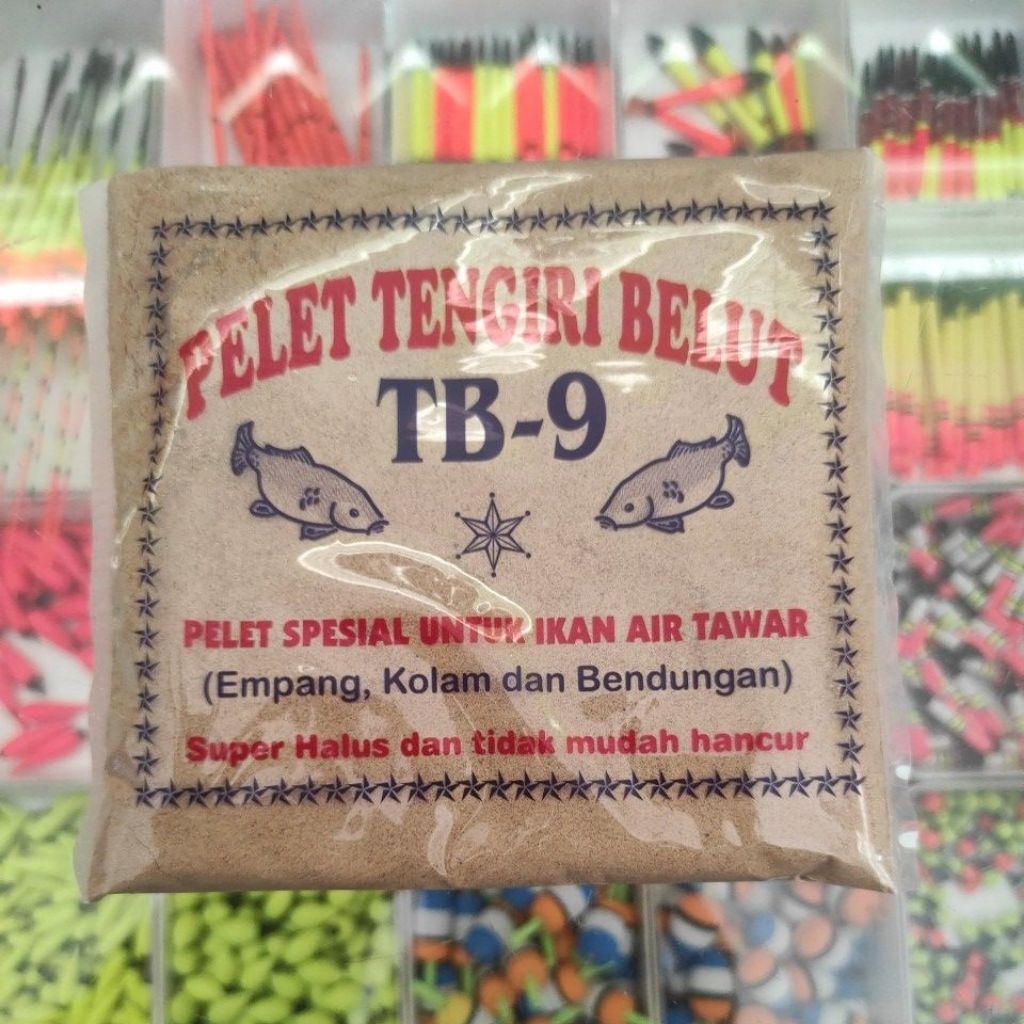 PELET TENGIRI BELUT
TB-9
PELET SPESIAL UNTUK IKAN AIR TAWAR
(Empang, Kolam dan Bendungan)
Super Halus dan tidak mudah hancur